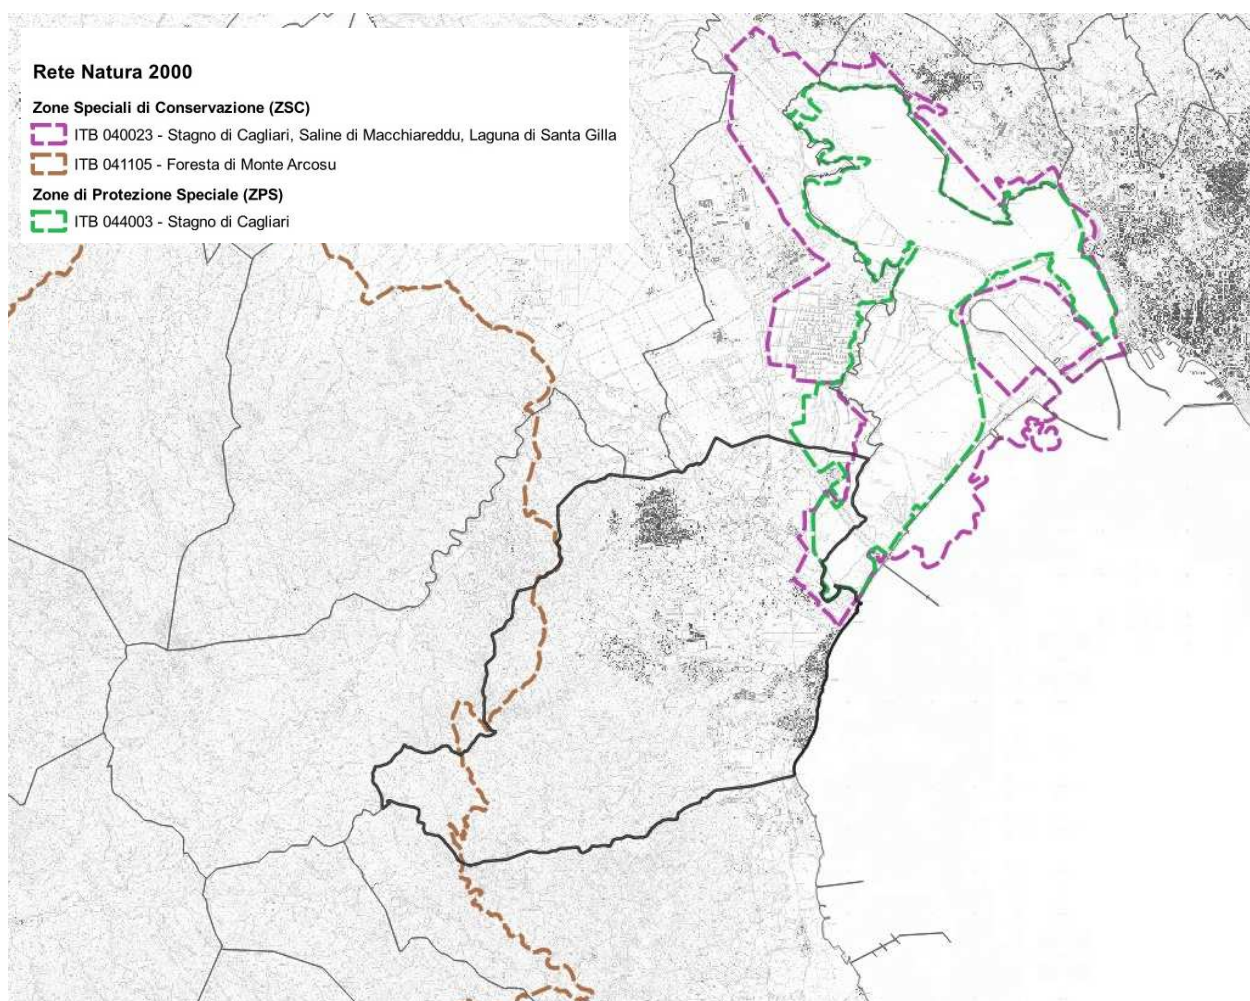 Rete Natura 2000
Zone Speciali di Conservazione (ZSC)
ITB 040023 - Stagno di Cagliari, Saline di Macchiareddu, Laguna di Santa Gilla
ITB 041105 - Foresta di Monte Arcosu
Zone di Protezione Speciale (ZPS)
ITB 044003 - Stagno di Cagliari